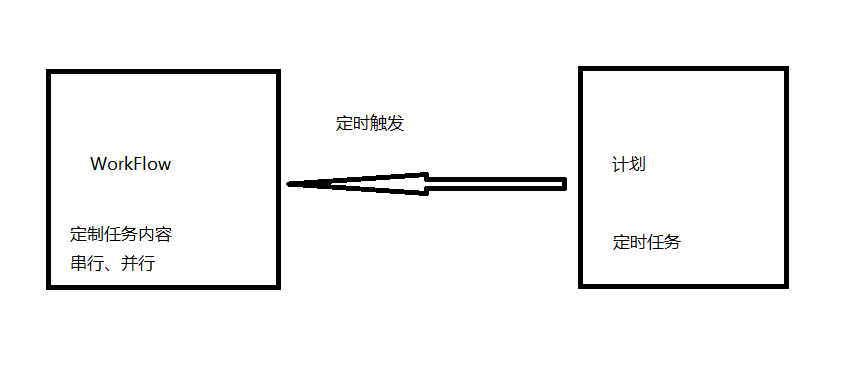 WorkFlow
定制任务内容
串行、并行
定时触发
计划
定时任务